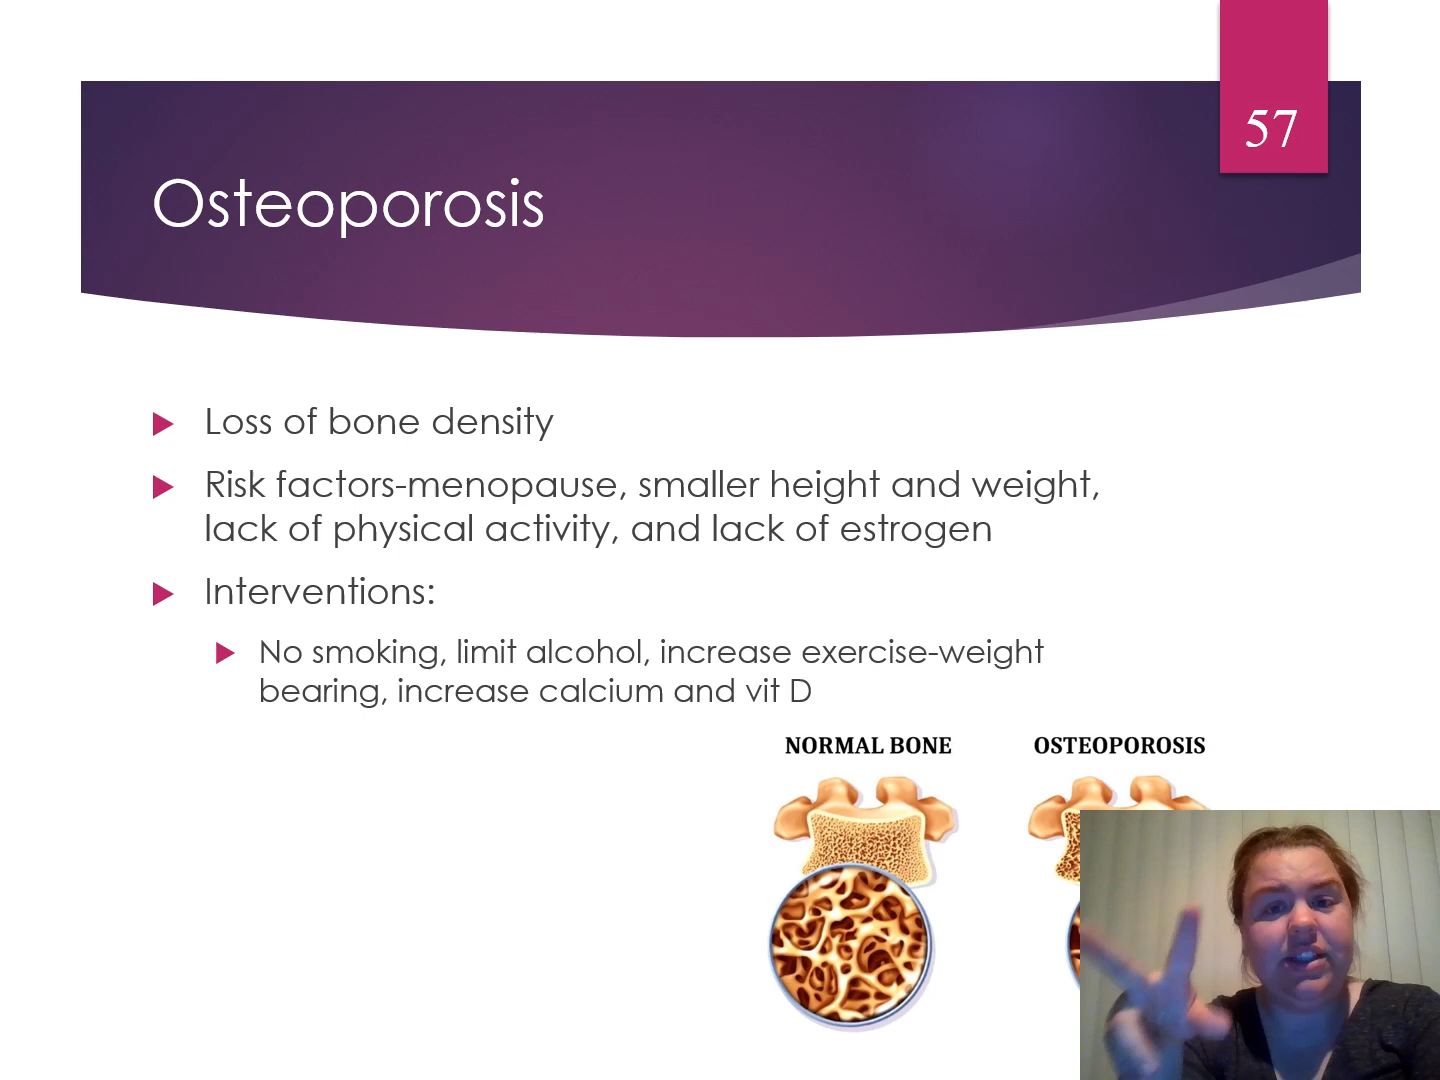 57
Osteoporosis
Loss of bone density
Risk factors-menopause, smaller height and weight,
lack of physical activity, and lack of estrogen
Interventions:
No smoking, limit alcohol, increase exercise-weight
bearing, increase calcium and vit D
NORMAL BONE
OSTEOPOROSIS